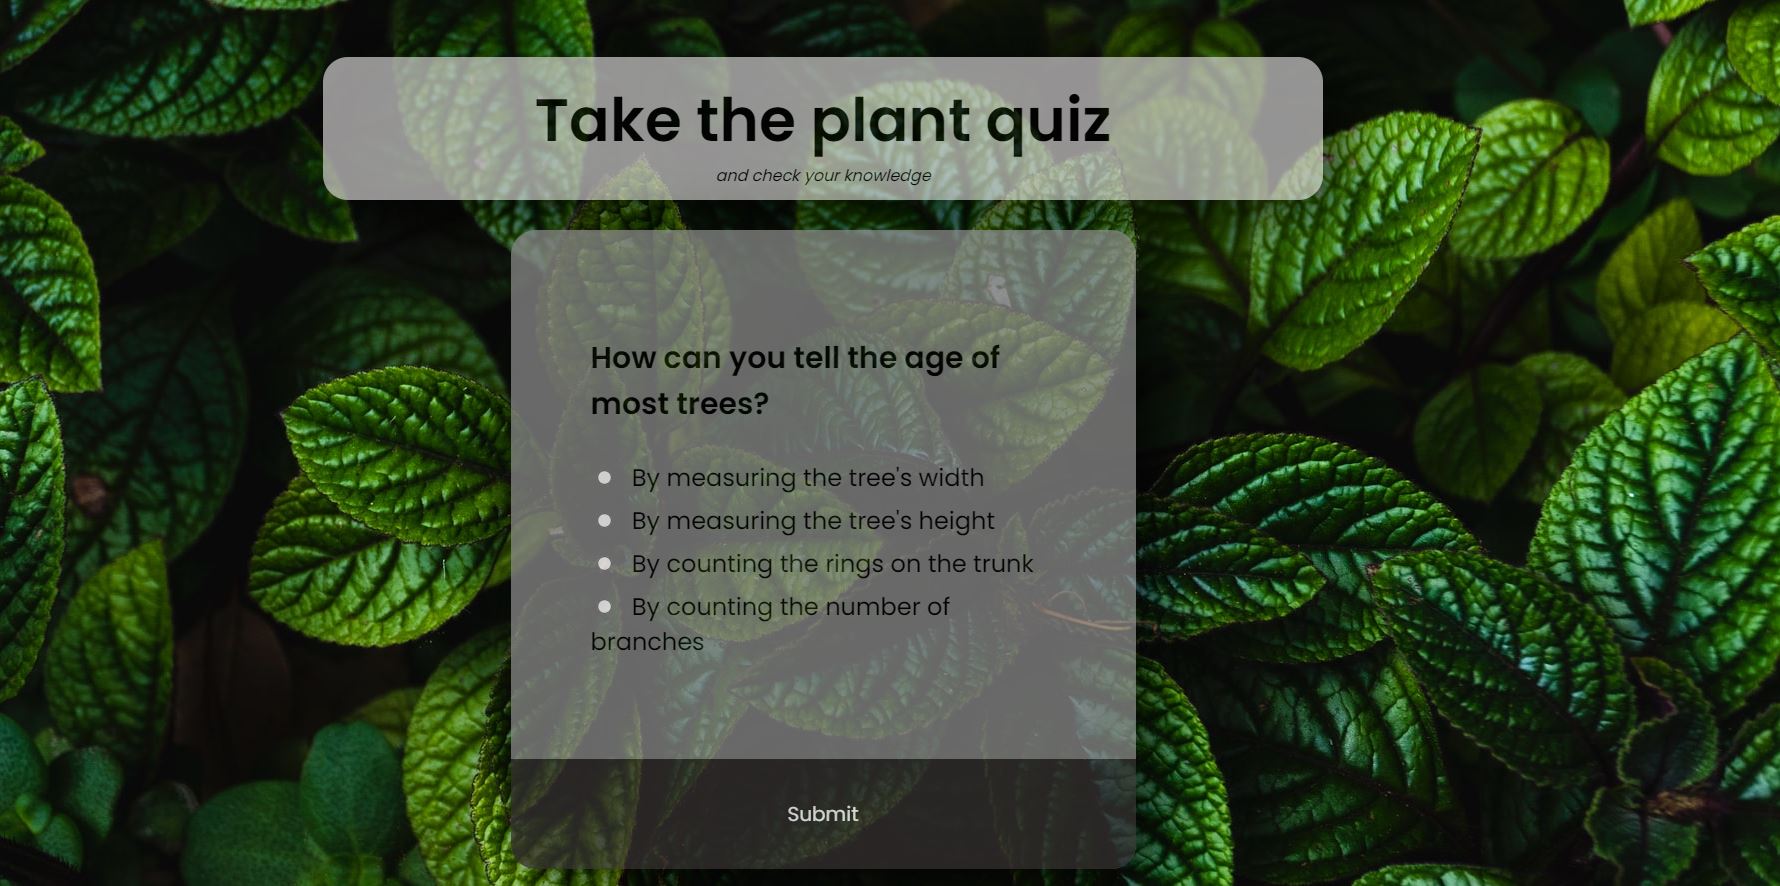 Take the plant quiz
and check your knowledge
How can you tell the age of
most trees?
By measuring the tree's width
By measuring the tree's height
By counting the rings on the trunk
By counting the number of
branches
Submit